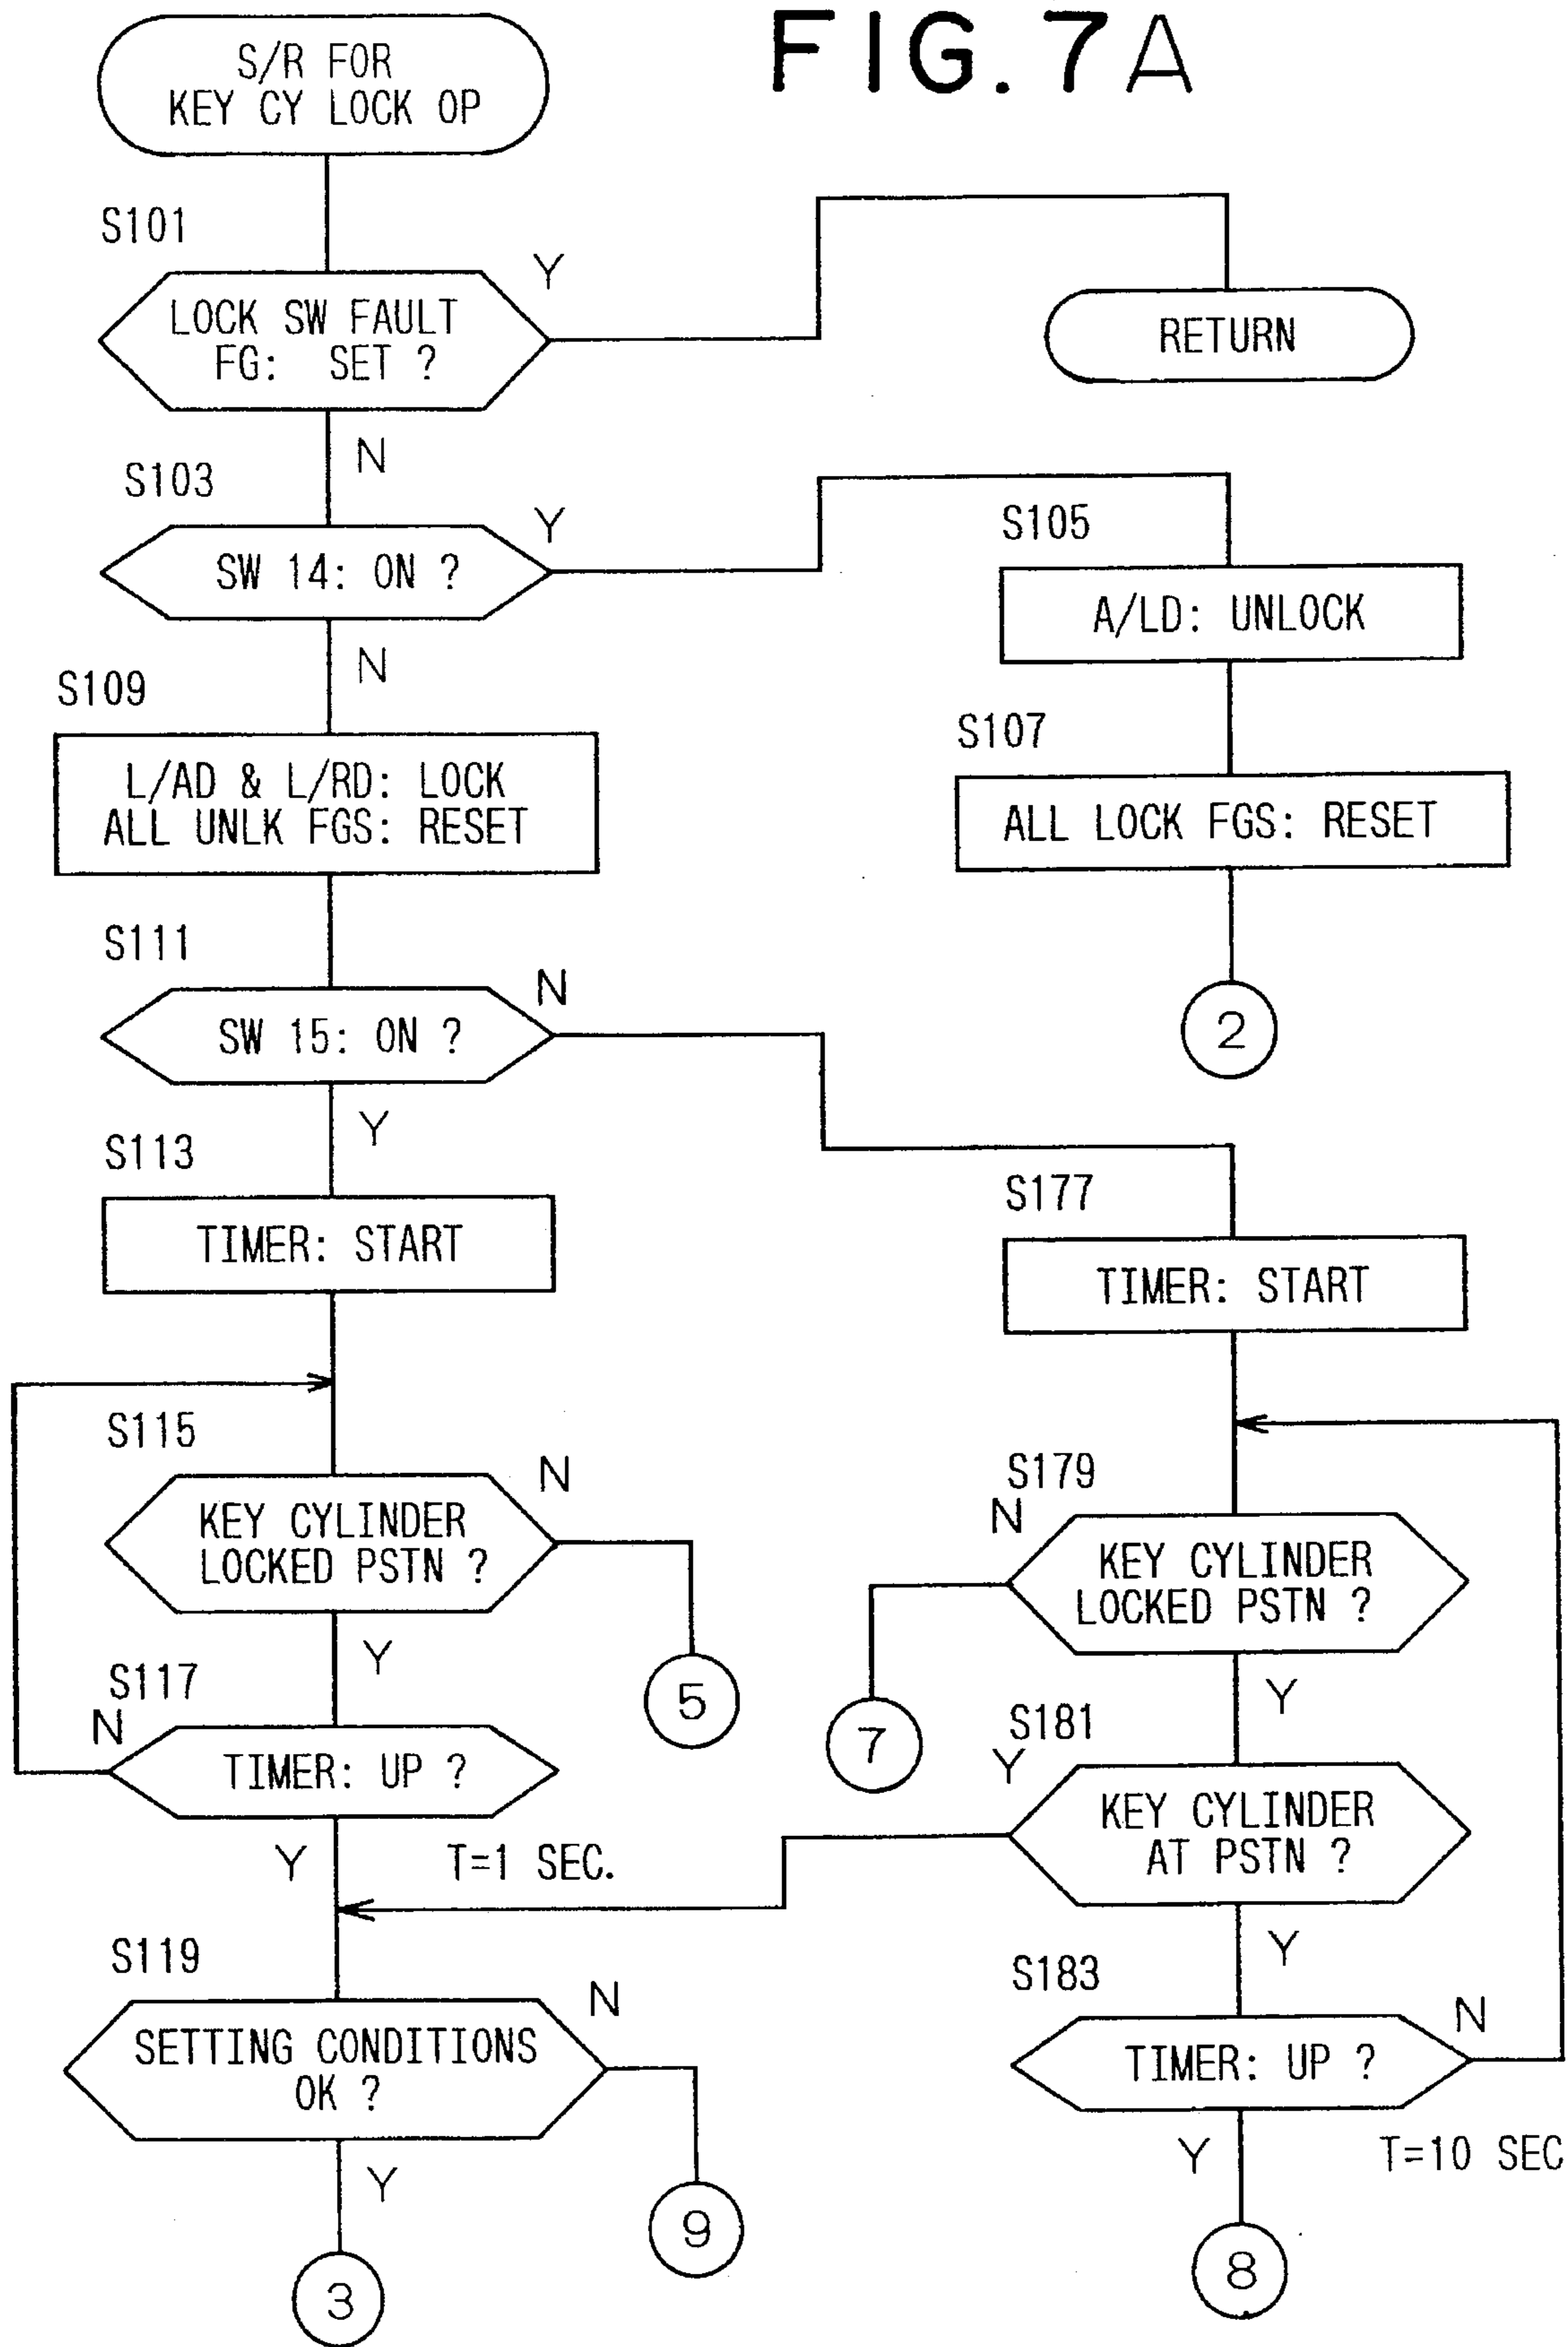 FIG. 7A
S/R FOR
KEY CY LOCK OP
S101
LOCK SW FAULT
FG: SET ?
Y
RETURN
N
S103
SW 14: ON ?
Y
S105
A/LD: UNLOCK
S107
ALL LOCK FGS: RESET
2
N
S109
L/AD & L/RD: LOCK
ALL UNLK FGS: RESET
S111
SW 15: ON ?
N
Y
S113
TIMER: START
S115
KEY CYLINDER
LOCKED PSTN ?
N
5
Y
S117
N
TIMER: UP ?
Y
T=1 SEC.
S119
SETTING CONDITIONS
OK ?
N
9
Y
3
S177
TIMER: START
S179
N
KEY CYLINDER
LOCKED PSTN ?
7
Y
S181
Y
KEY CYLINDER
AT PSTN ?
Y
S183
TIMER: UP ?
N
Y
T=10 SEC
8